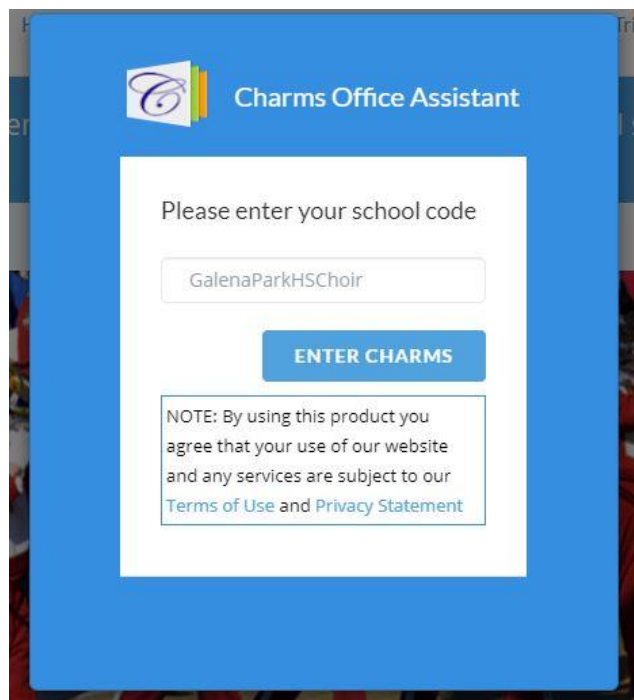 Charms Office Assistant
Please enter your school code
GalenaParkHSChoir
ENTER CHARMS
NOTE: By using this product you
agree that your use of our website
and any services are subject to our
Terms of Use and Privacy Statement